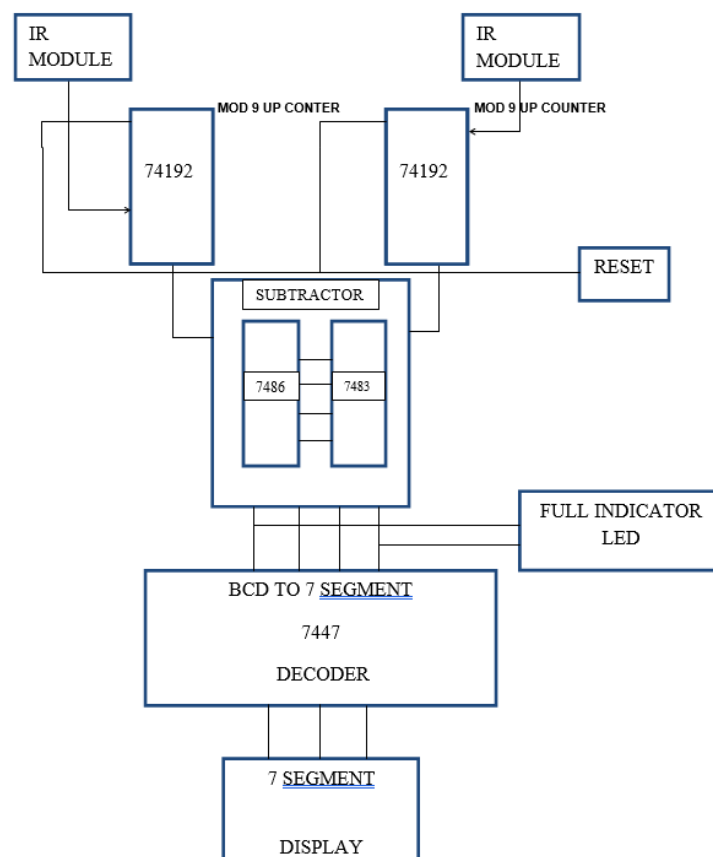 IR
MODULE
IR
MODULE
MOD 9 UP CONTER
MOD 9 UP COUNTER
74192
74192
RESET
SUBTRACTOR
7486
7483
FULL INDICATOR
LED
BCD TO 7 SEGMENT
7447
DECODER
7 SEGMENT
DISPLAY